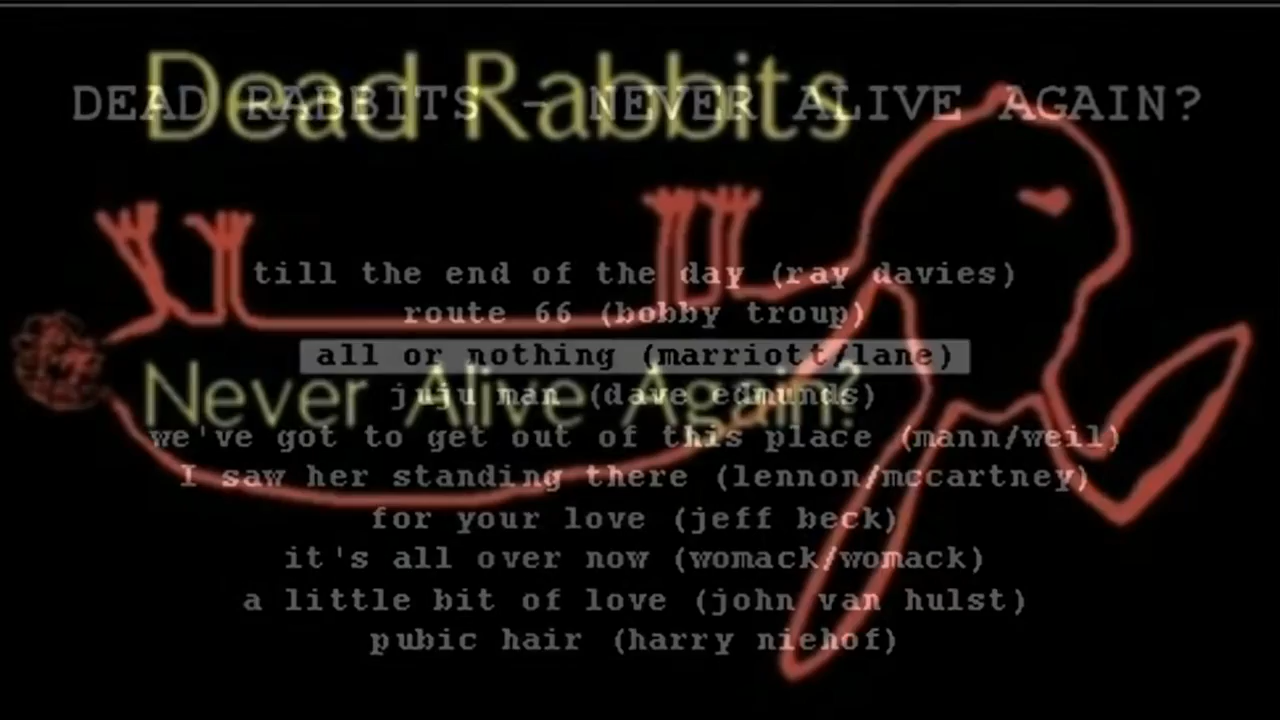 Dead Rabbits
DEAD RABBITS - NEVER ALIVE AGAIN?
till the end of the day (ray davies)
route 66 (bobby troup)
all or nothing (marriott/lane)
Never Alive Again?
juju man (dave edmunds)
we've got to get out of this place (mann/weil)
I saw her standing there (lennon/mccartney)
for your love (jeff beck)
it's all over now (womack/womack)
a little bit of love (john van hulst)
pubic hair (harry niehof)